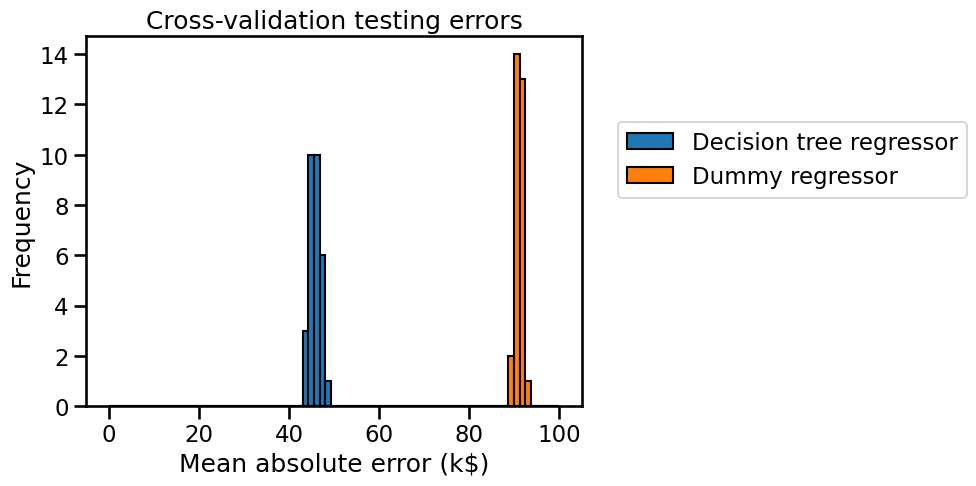 Cross-validation testing errors
14
12
10
8
6
4
2
0
Frequency
0 20 40 60 80 100
Mean absolute error (k$)
Decision tree regressor
Dummy regressor